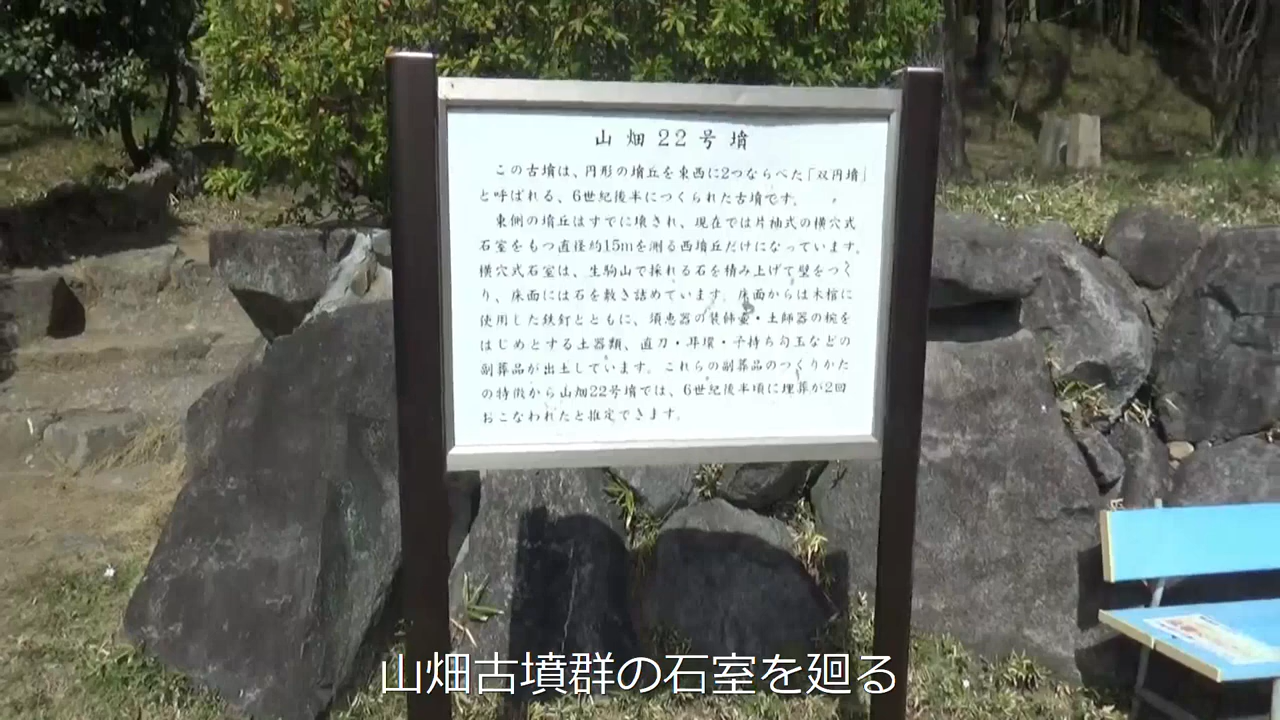 山畑22号墳
この古墳は、円形の墳丘を東西に2つならべた「双円墳」
と呼ばれる、6世紀後半につくられた古墳です。
東側の墳丘はすでに壊され、現在では片袖式の横穴式
石室をもつ直径約15mを測る西墳丘だけになっています。
横穴式石室は、生駒山で採れる石を積み上げて壁をつく
り、床面には石を敷き詰めています。床面からは木棺に
使用した鉄釘とともに、須恵器の装飾壷・土師器の椀を
はじめとする土器類、直刀・耳環・子持ち勾玉などの
副葬品が出土しています。これらの副葬品のつくりかた
の特徴から山畑22号墳では、6世紀後半頃に埋葬が2回
おこなわれたと推定できます。
山畑古墳群の石室を廻る